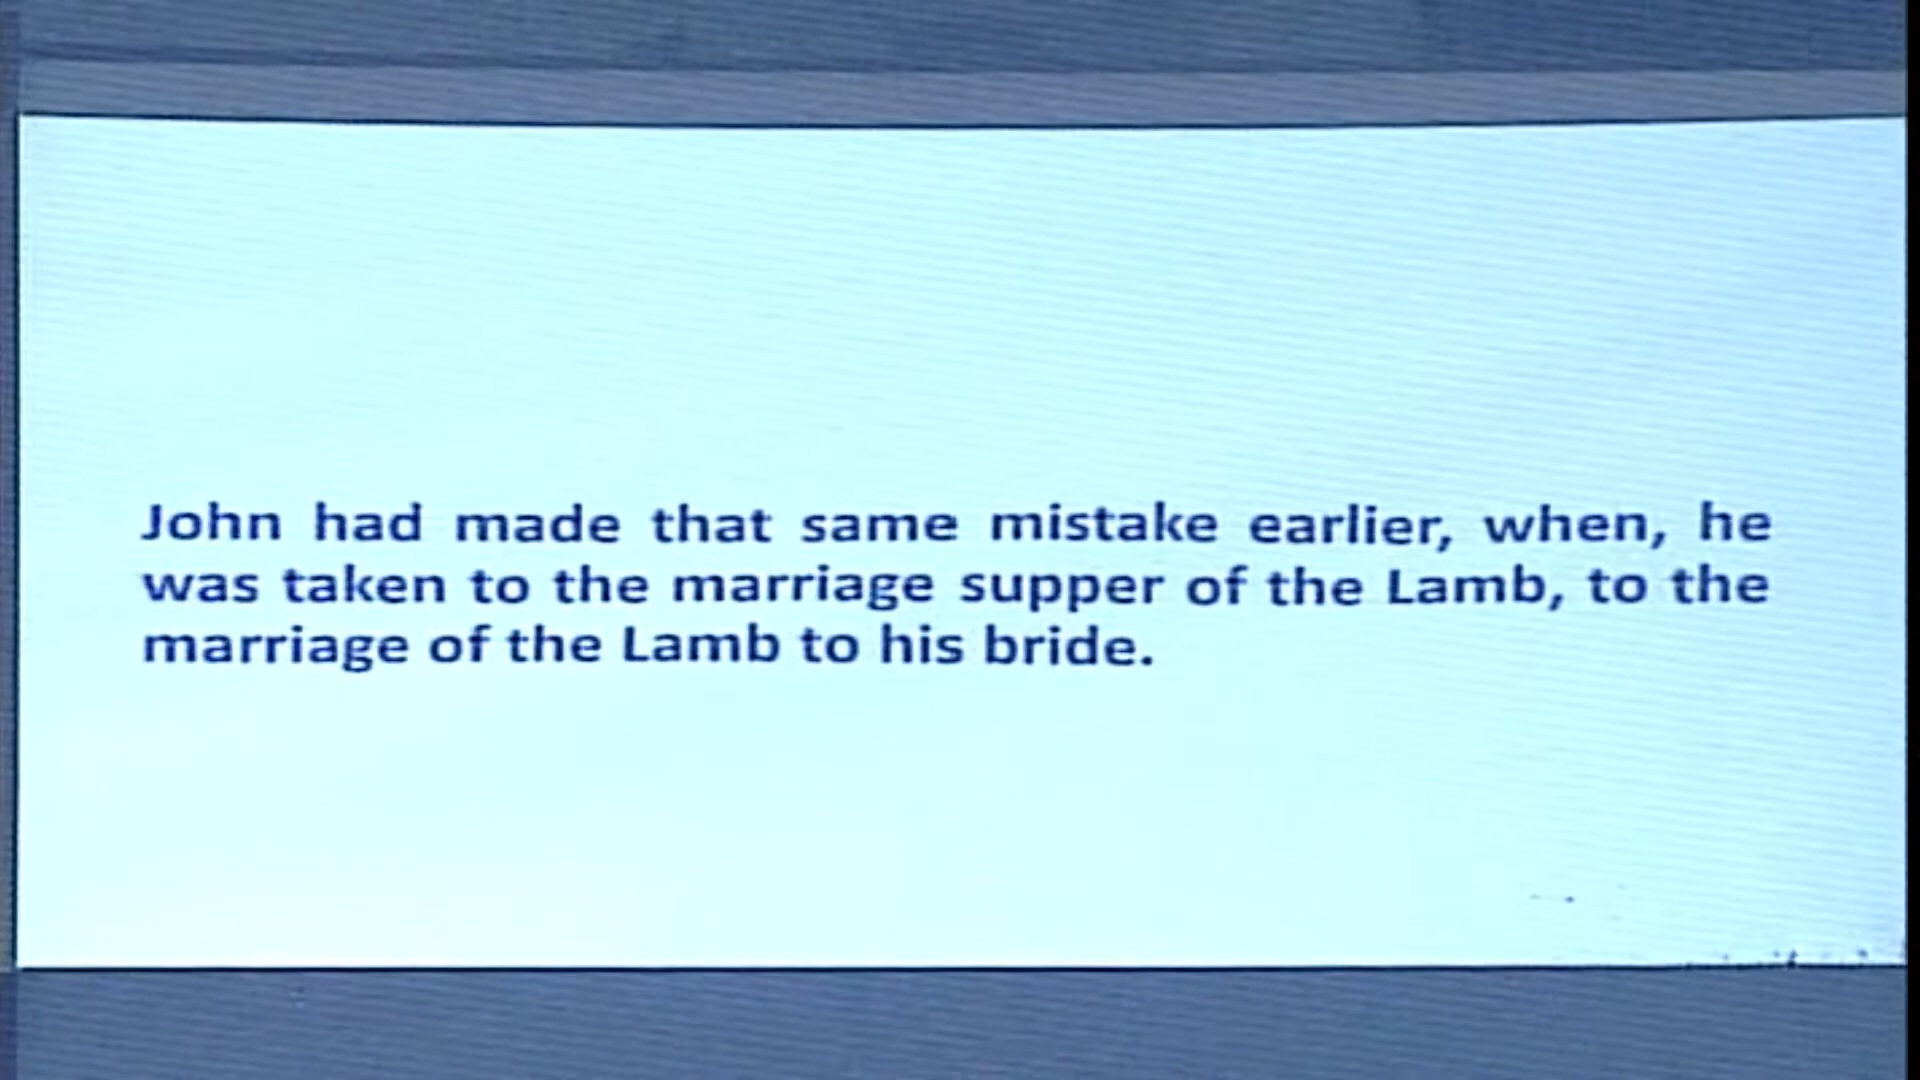 John had made that same mistake earlier, when, he
was taken to the marriage supper of the Lamb, to the
marriage of the Lamb to his bride.